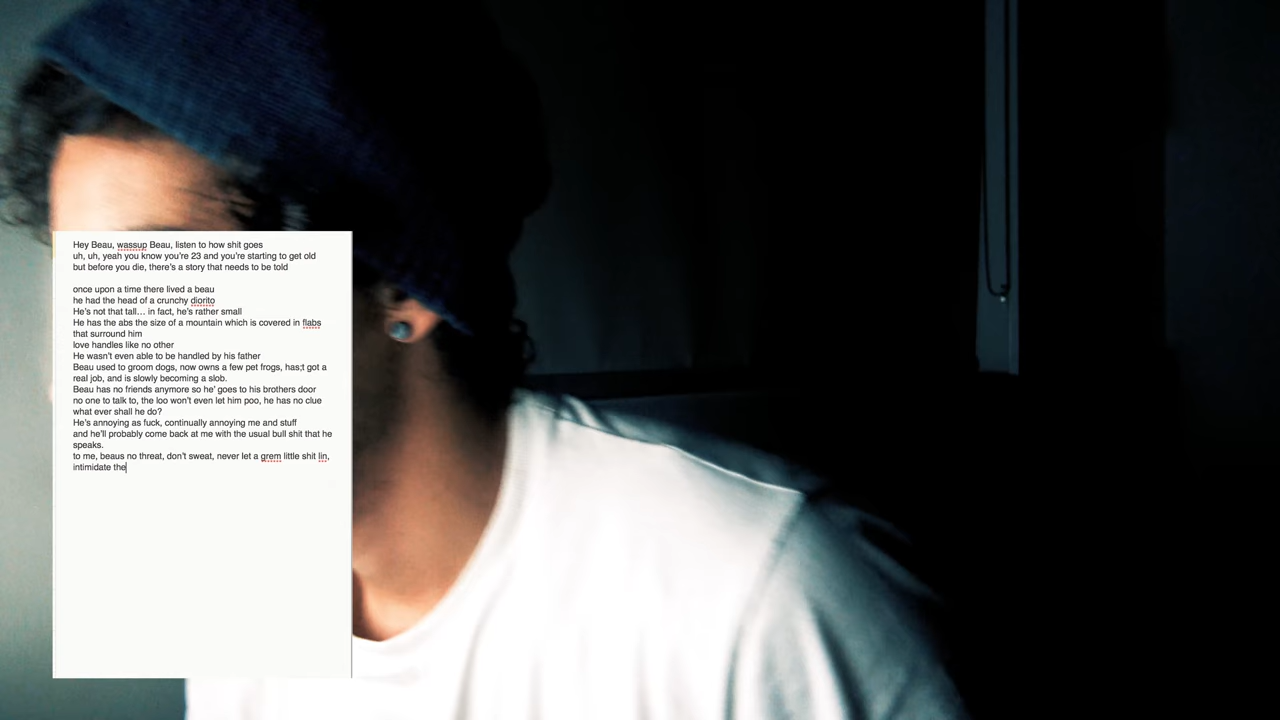 Hey Beau, wassup Beau, listen to how shit goes
uh, uh, yeah you know you're 23 and you're starting to get old
but before you die, there's a story that needs to be told
once upon a time there lived a beau
he had the head of a crunchy diorito
He's not that tall… in fact, he's rather small
He has the abs the size of a mountain which is covered in flabs
that surround him
love handles like no other
He wasn't even able to be handled by his father
Beau used to groom dogs, now owns a few pet frogs, has;t got a
real job, and is slowly becoming a slob.
Beau has no friends anymore so he' goes to his brothers door
no one to talk to, the loo won't even let him poo, he has no clue
what ever shall he do?
He's annoying as fuck, continually annoying me and stuff
and he'll probably come back at me with the usual bull shit that he
speaks.
to me, beaus no threat, don't sweat, never let a grem little shit lin,
intimidate the